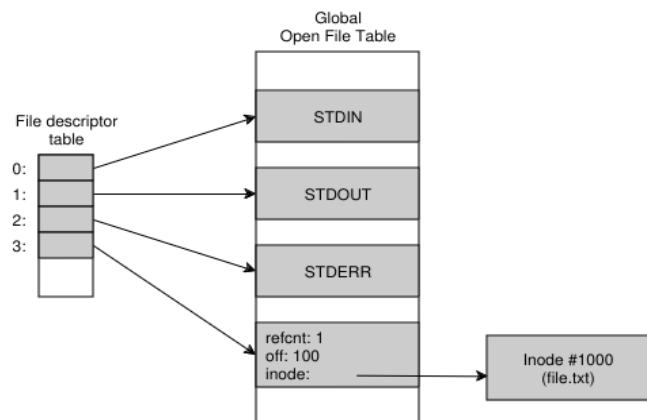 Global
Open File Table
STDIN
File descriptor
table
0:
1:
2:
3:
STDOUT
STDERR
refcnt: 1
off: 100
inode:
Inode #1000
(file.txt)